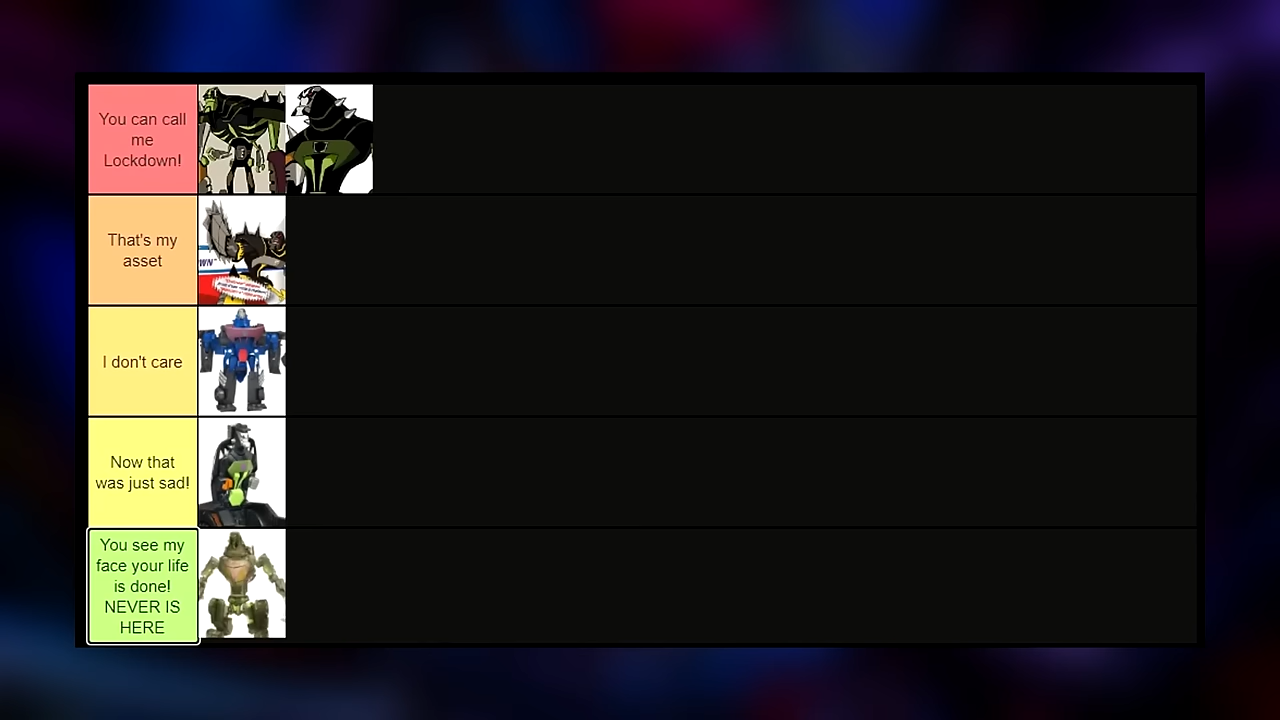 You can call
me
Lockdown!
That's my
asset
WN
I don't care
Now that
was just sad!
You see my
face your life
is done!
NEVER IS
HERE